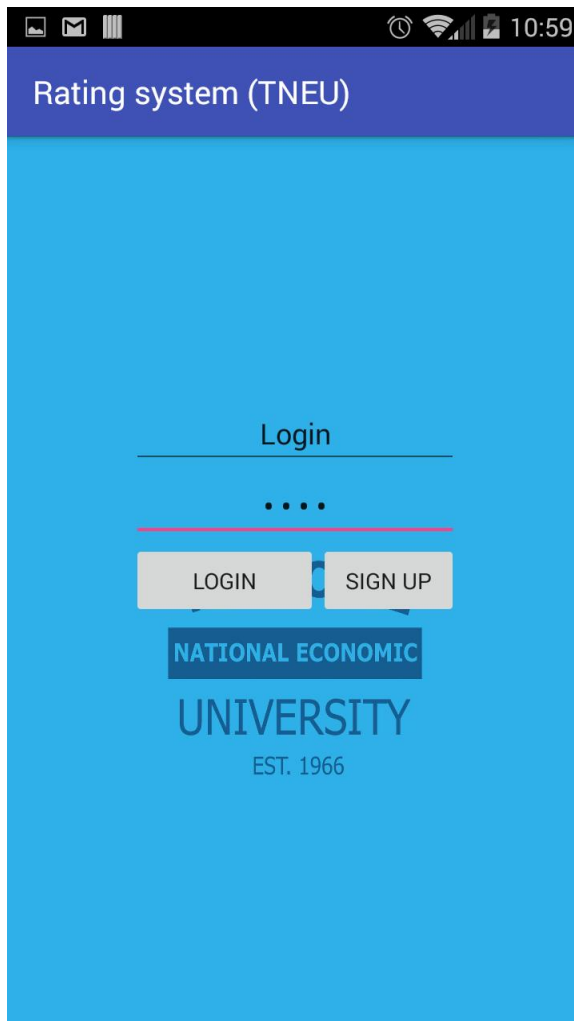 10:59
Rating system (TNEU)
Login
••••
LOGIN SIGN UP
NATIONAL ECONOMIC
UNIVERSITY
EST. 1966